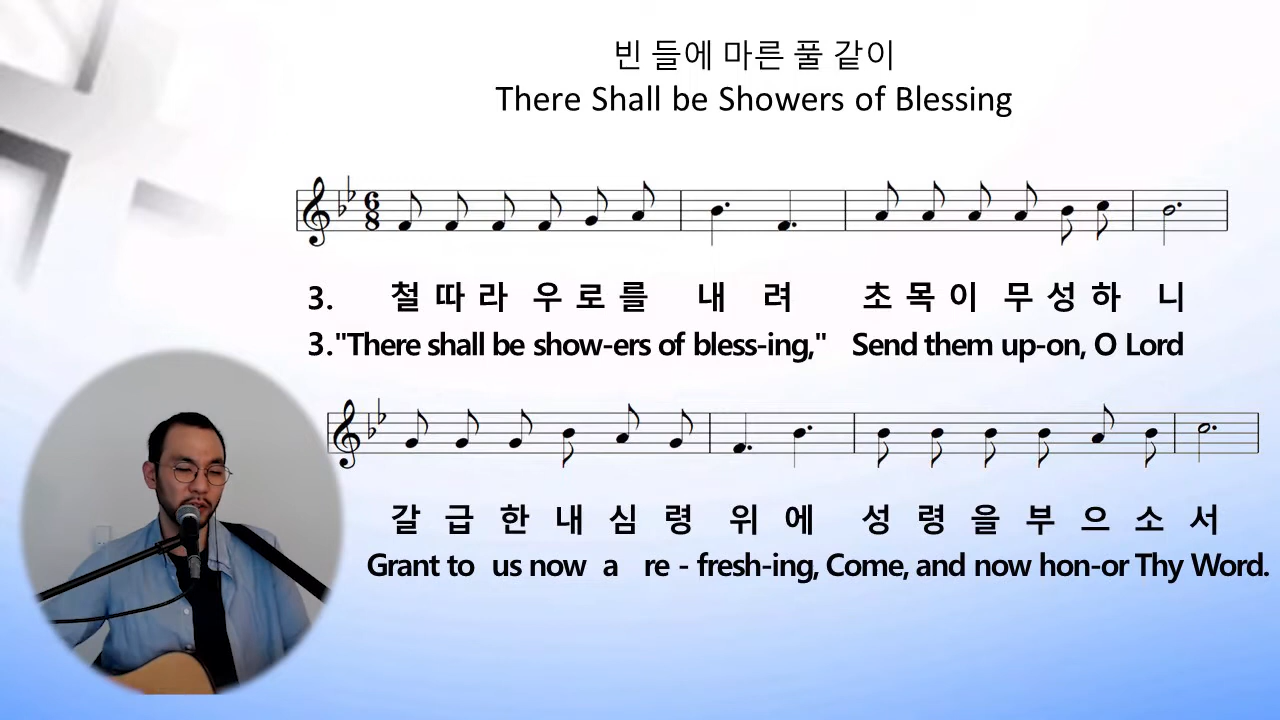 빈 들에 마른 풀 같이
There Shall be Showers of Blessing
3. 철 따 라 우 로 를 내 려 초 목 이 무 성 하 니
3."There shall be show-ers of bless-ing," Send them up-on, O Lord
갈 급 한 내 심 령 위 에 성 령 을 부 으 소 서
Grant to us now a re - fresh-ing, Come, and now hon-or Thy Word.